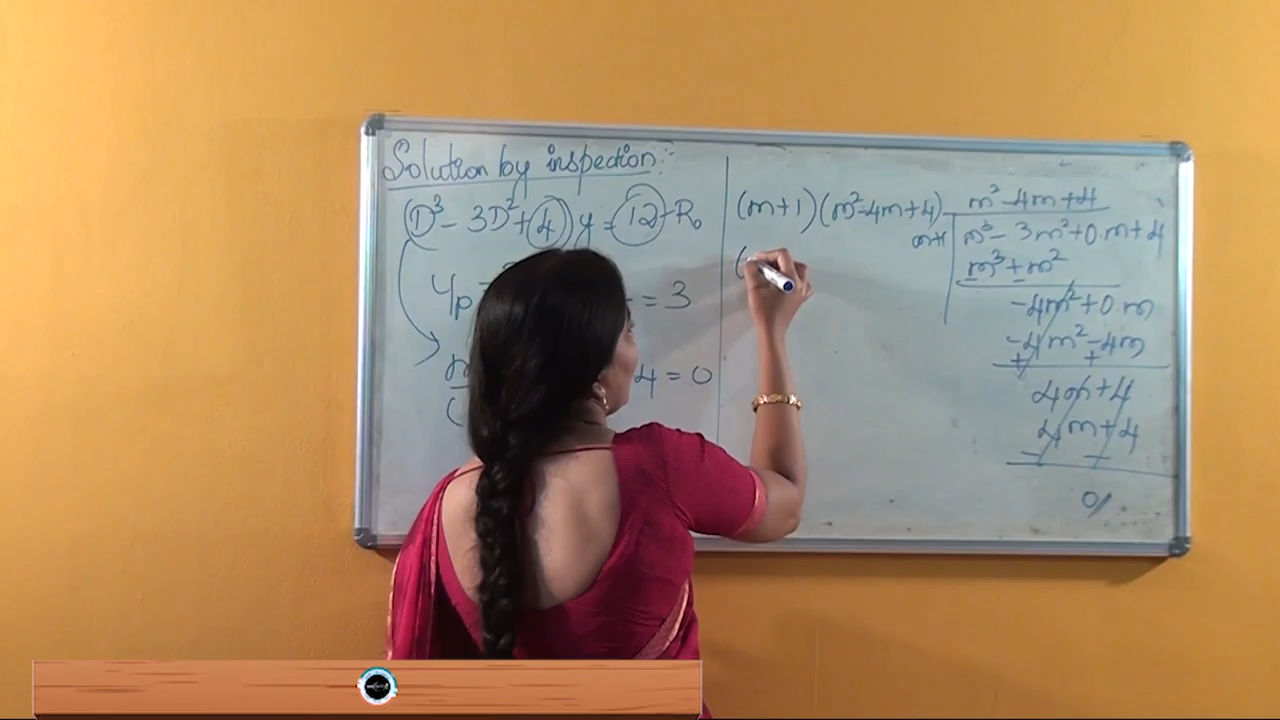 Solution by inspection:-
(D³ - 3D² + 4) y = 12 - R₀
yp = = 3
4 = 0
(
(m+1)(m²-4m+4)
(
m² -4m+4
m+1 m³ - 3m² + 0.m + 4
m³ + m²
-4m² + 0.m
-4m² - 4m
4m+4
4m+4
0